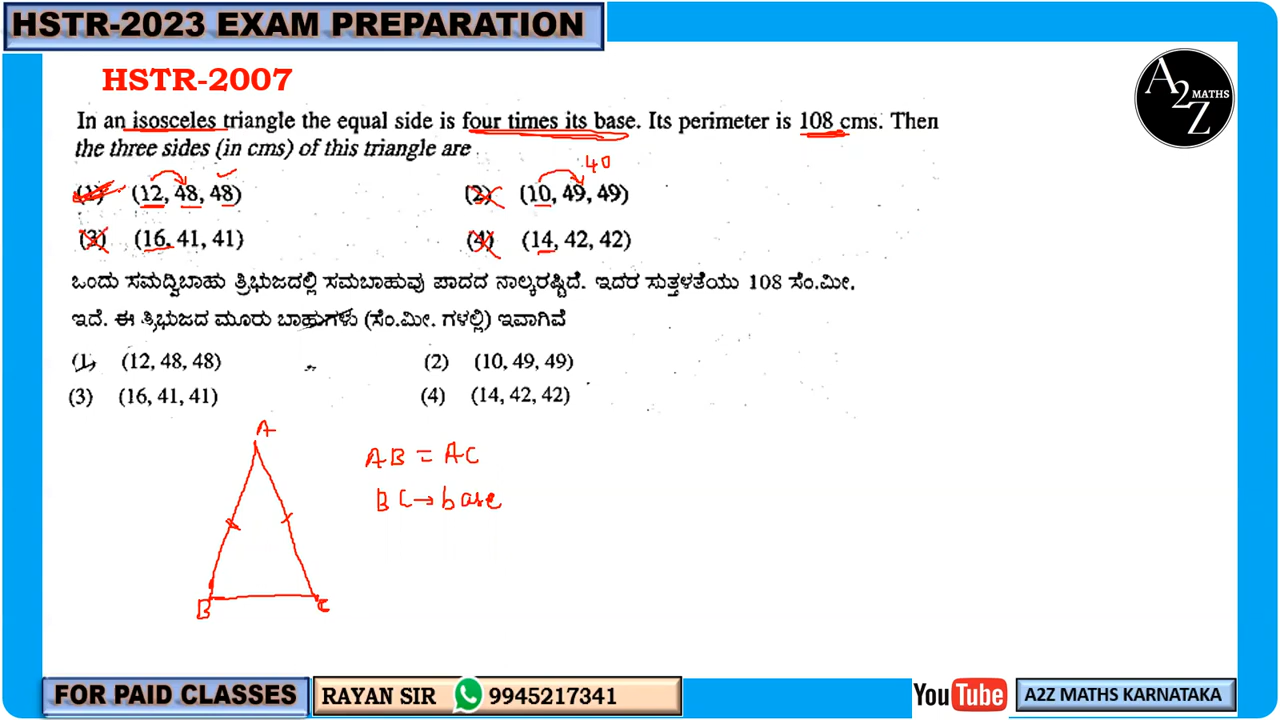 HSTR-2023 EXAM PREPARATION
A2Z MATHS
HSTR-2007
In an isosceles triangle the equal side is four times its base. Its perimeter is 108 cms. Then
the three sides (in cms) of this triangle are
40
(1) (12, 48, 48) (2) (10, 49, 49)
(3) (16, 41, 41) (4) (14, 42, 42)
ಒಂದು ಸಮದ್ವಿಬಾಹು ತ್ರಿಭುಜದಲ್ಲಿ ಸಮಬಾಹುವು ಪಾದದ ನಾಲ್ಕರಷ್ಟಿದೆ. ಇದರ ಸುತ್ತಳತೆಯು 108 ಸೆಂ.ಮೀ.
ಇದೆ. ಈ ತ್ರಿಭುಜದ ಮೂರು ಬಾಹುಗಳು (ಸೆಂ.ಮೀ. ಗಳಲ್ಲಿ) ಇವಾಗಿವೆ
(1) (12, 48, 48) (2) (10, 49, 49)
(3) (16, 41, 41) (4) (14, 42, 42)
A
AB = AC
BC → base
B C
FOR PAID CLASSES RAYAN SIR 9945217341 YouTube A2Z MATHS KARNATAKA